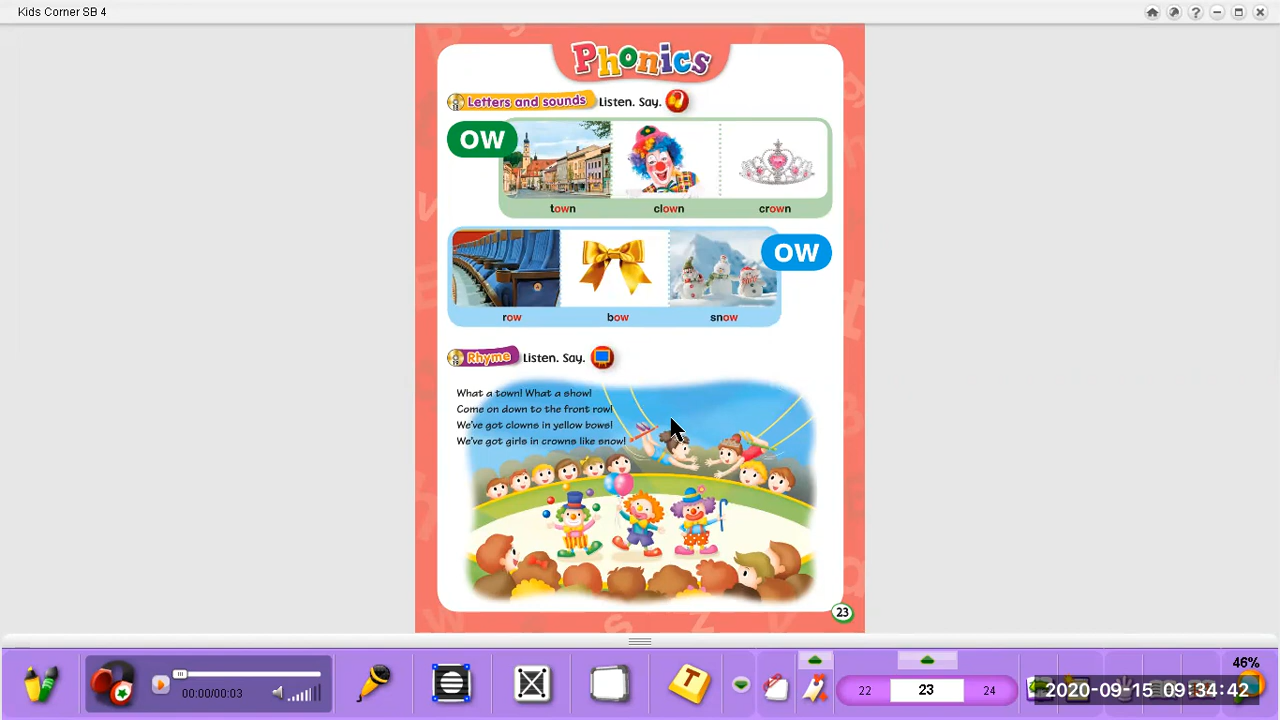 Kids Corner SB 4
Phonics
Letters and sounds Listen. Say.
OW
town clown crown
OW
row bow snow
Rhyme Listen. Say.
What a town! What a show!
Come on down to the front row!
We've got clowns in yellow bows!
We've got girls in crowns like snow!
23
00:00/00:03
T
22 23 24
46%
2020-09-15 09:34:42